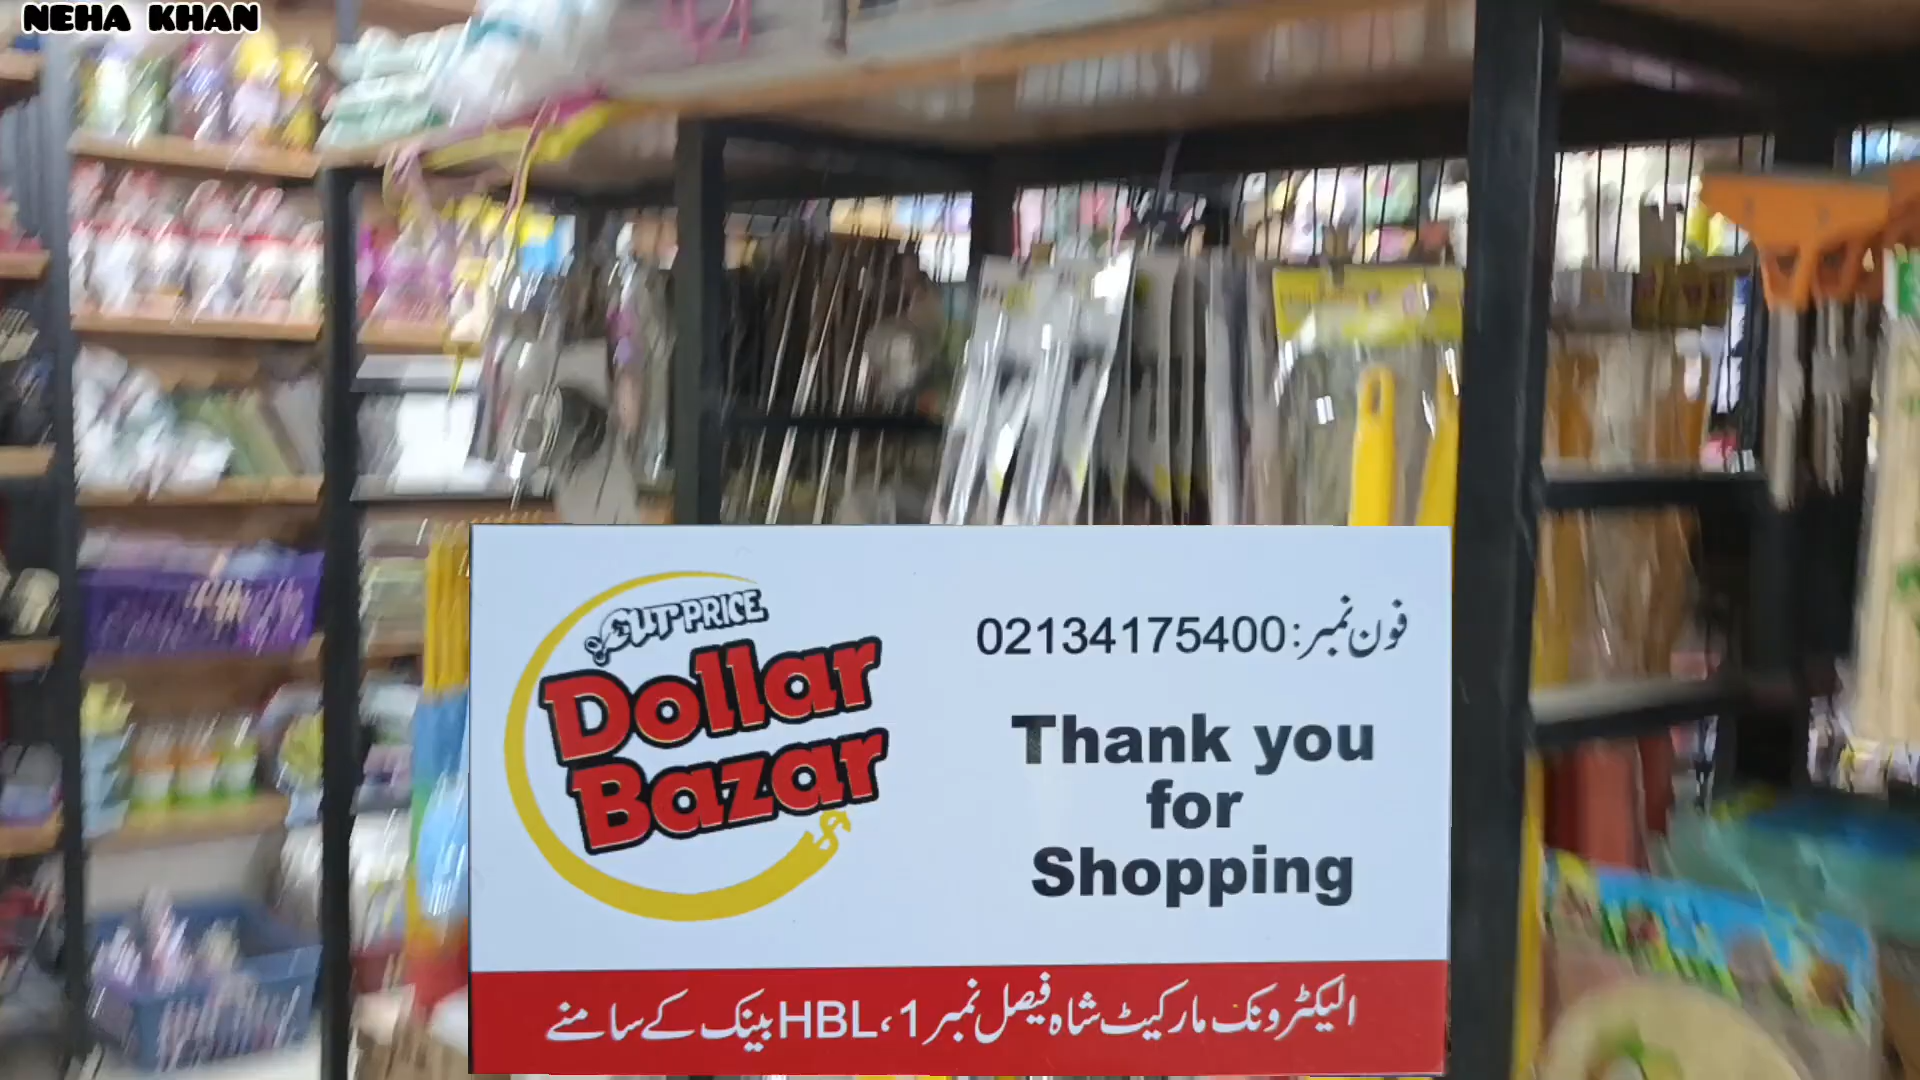 NEHA KHAN
CUT PRICE
Dollar
Bazar
فون نمبر: 02134175400
Thank you
for
Shopping
الیکٹرونک مارکیٹ شاہ فیصل نمبر 1، HBL بینک کے سامنے